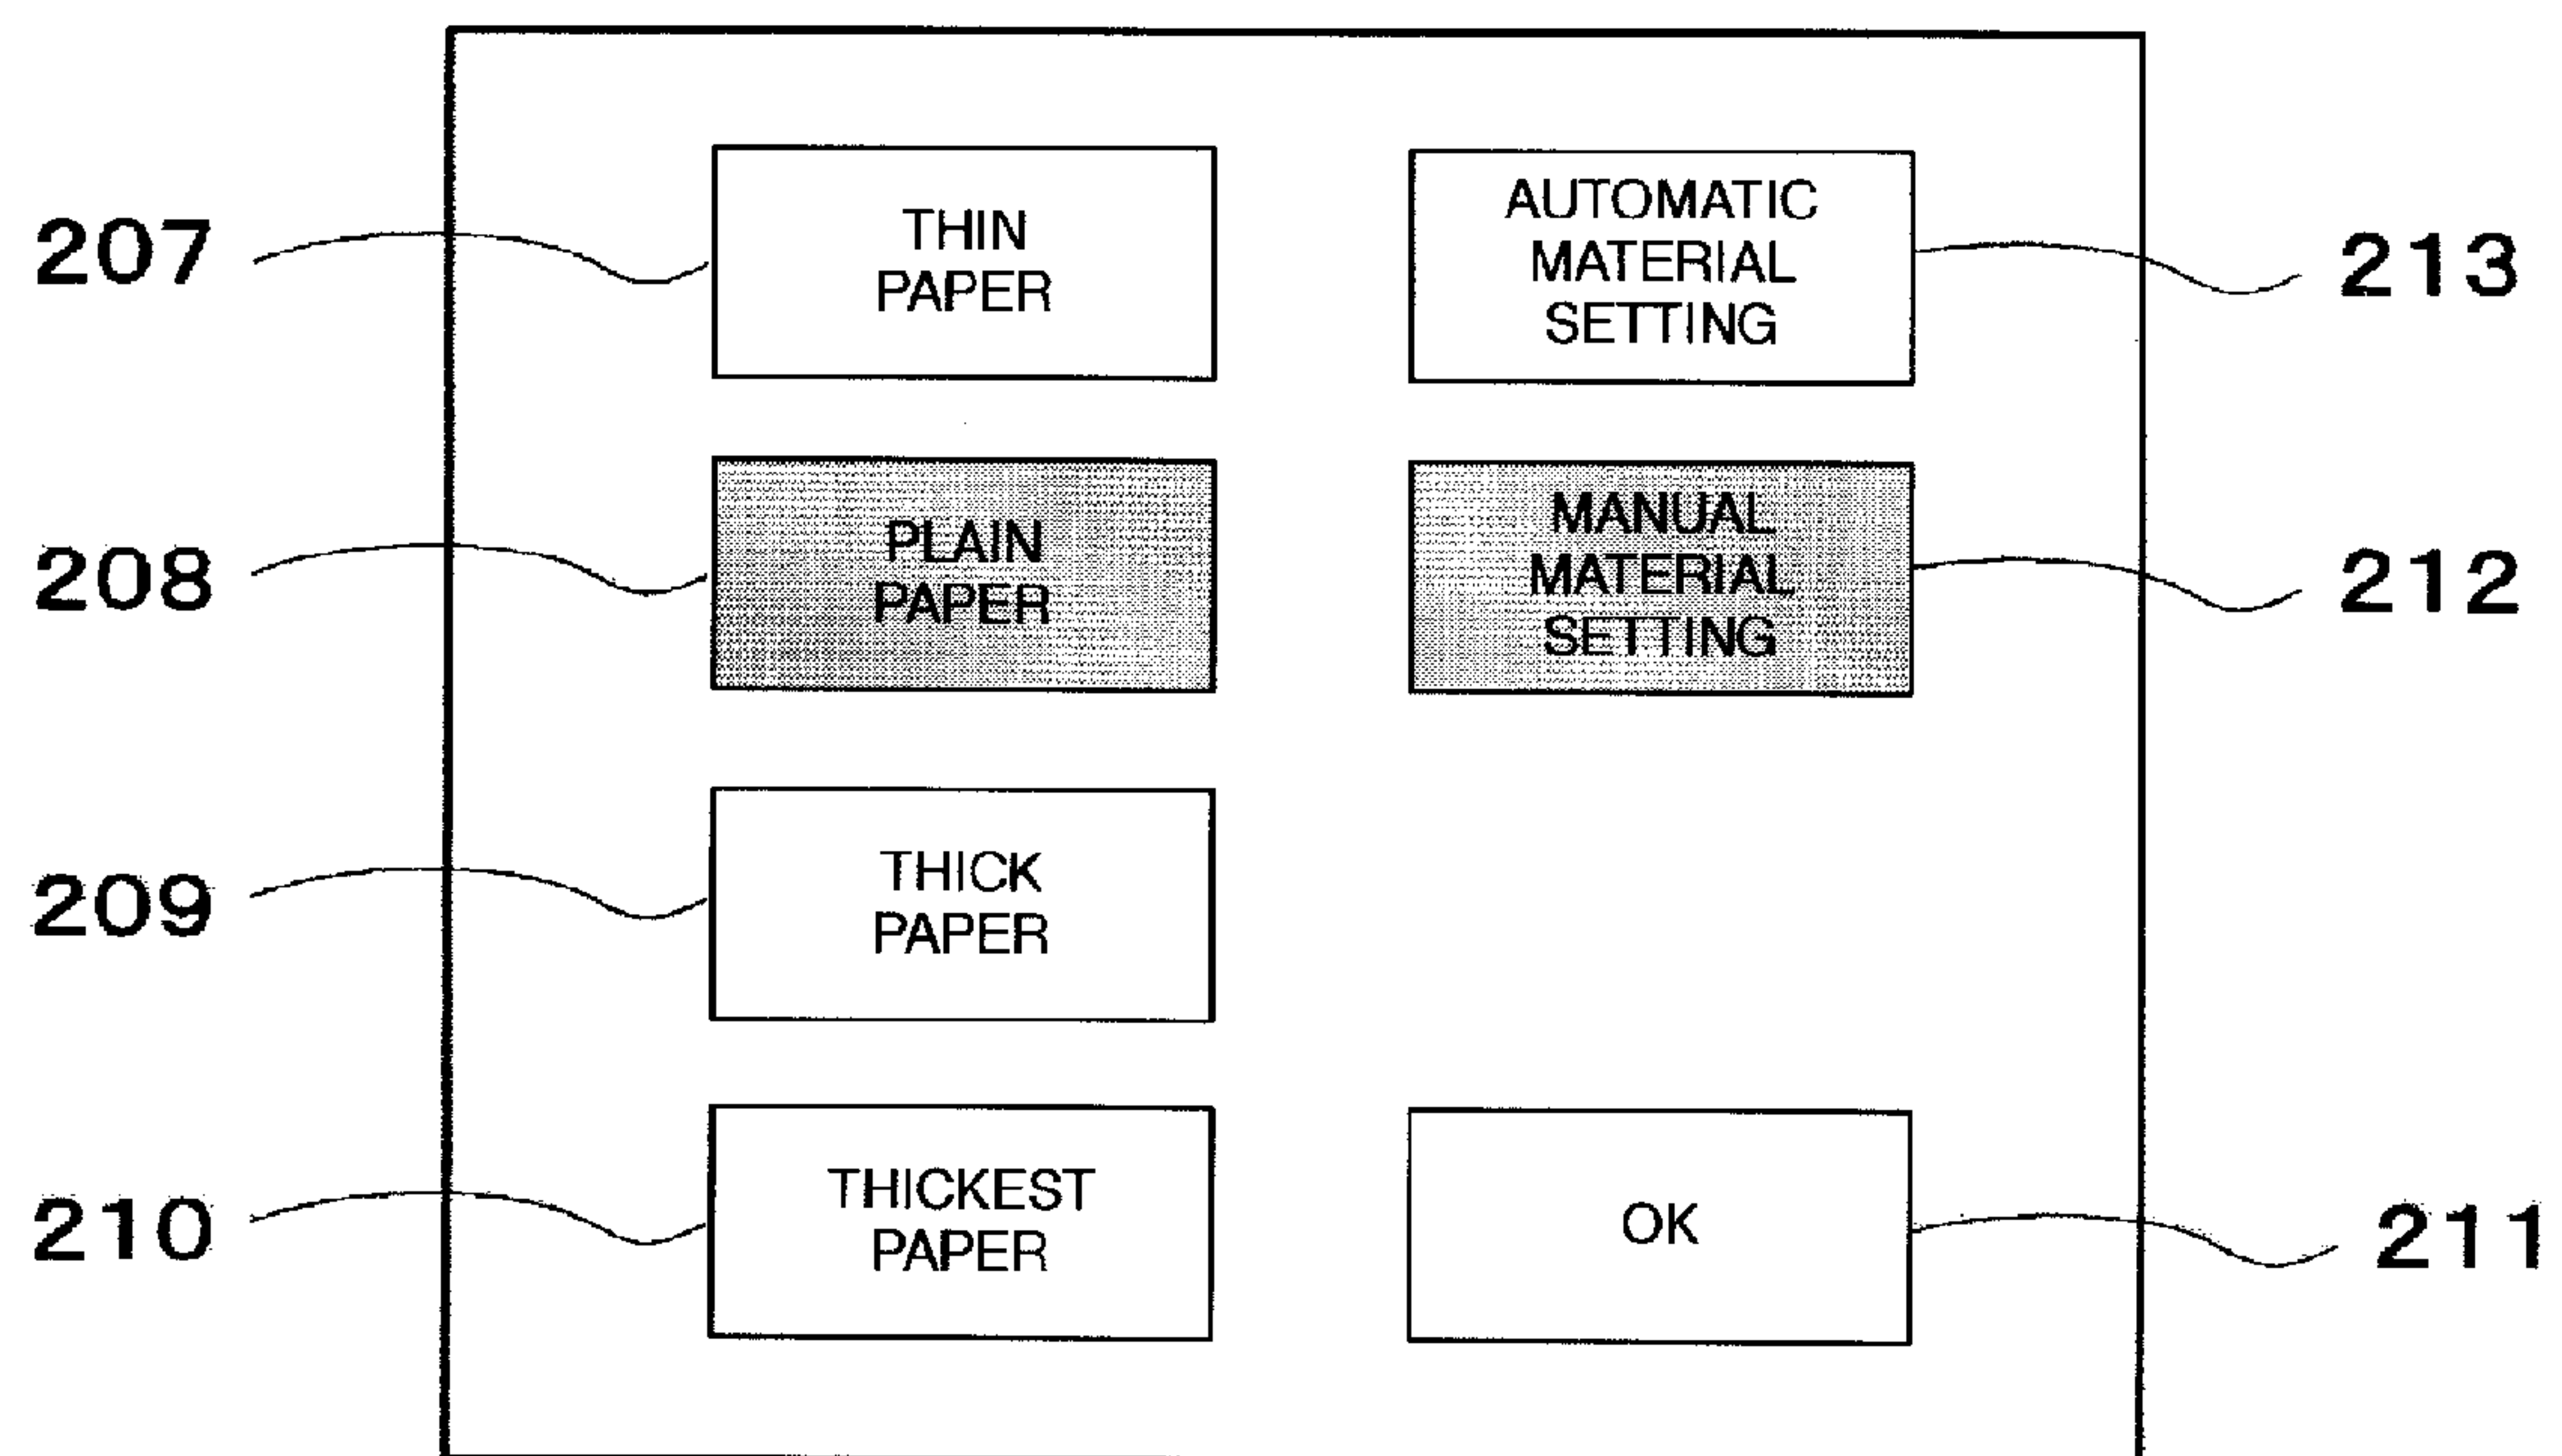 207
THIN
PAPER
AUTOMATIC
MATERIAL
SETTING
213
208
PLAIN
PAPER
MANUAL
MATERIAL
SETTING
212
209
THICK
PAPER
210
THICKEST
PAPER
OK
211